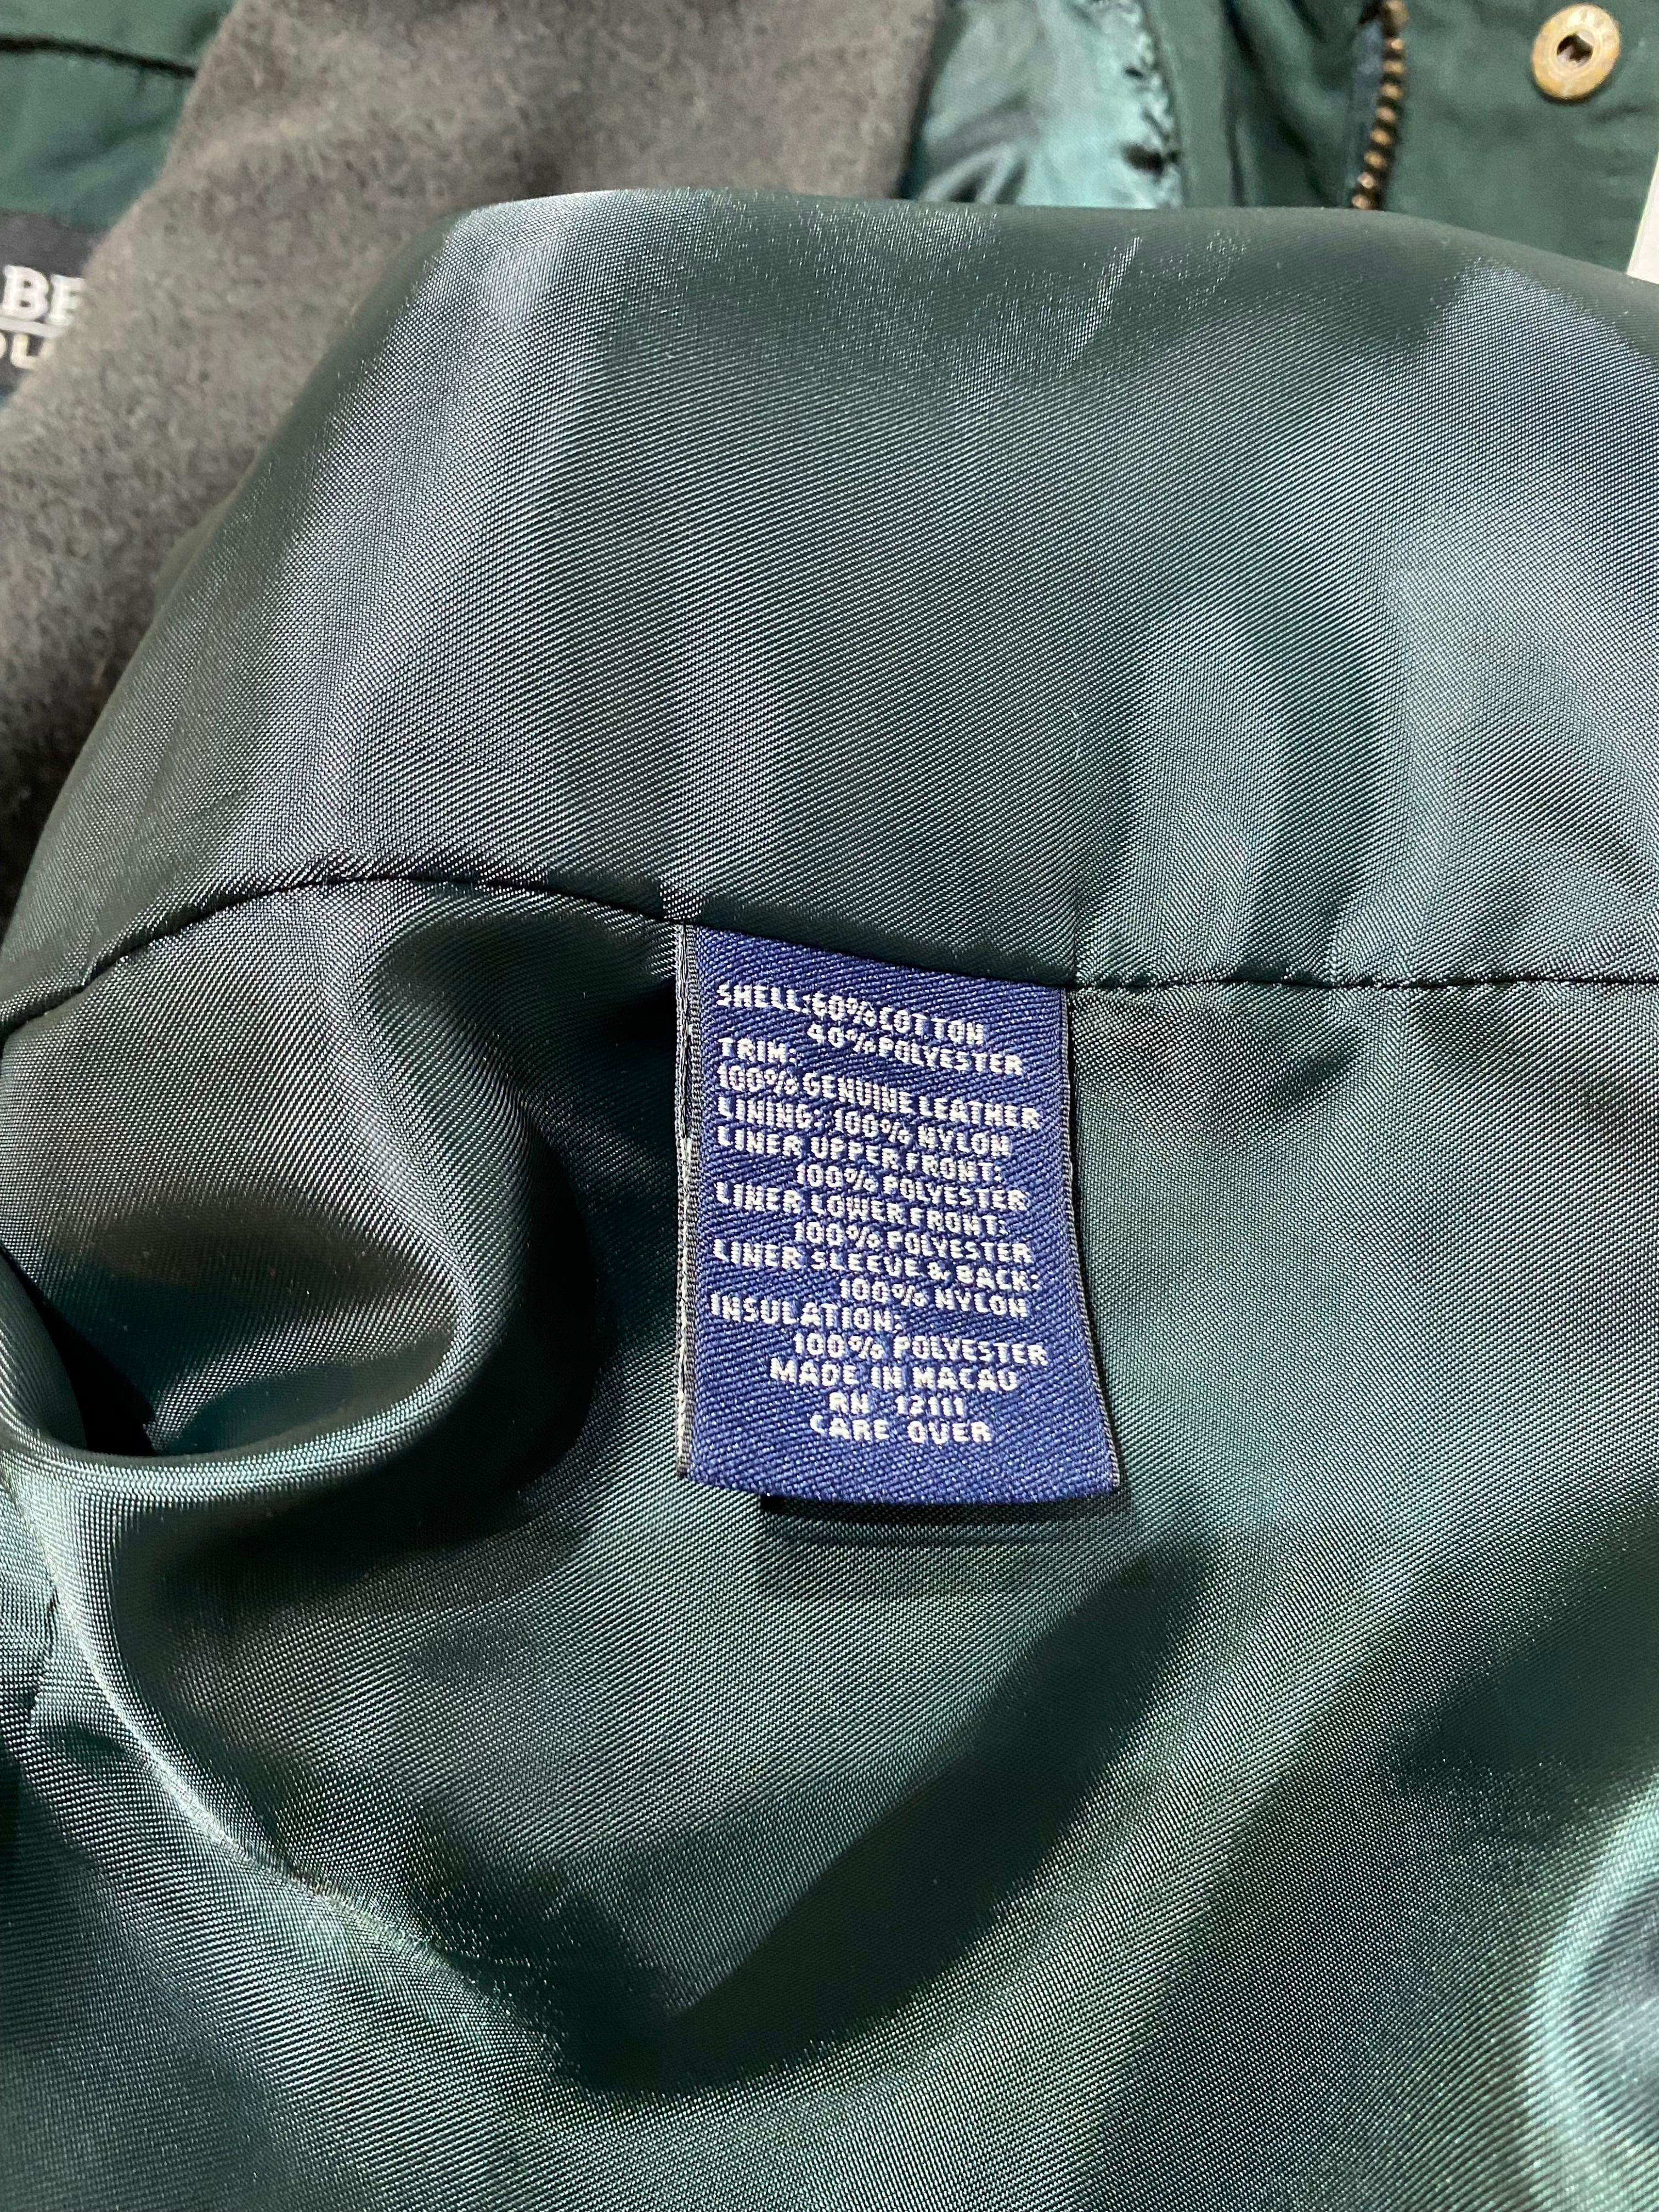 BE
SHELL:60%COTTON
40%POLYESTER
TRIM:
100% GENUINE LEATHER
LINING: 100% NYLON
LINER UPPER FRONT:
100% POLYESTER
LINER LOWER FRONT:
100% POLYESTER
LINER SLEEVE & BACK:
100% NYLON
INSULATION:
100% POLYESTER
MADE IN MACAU
RN 12111
CARE OVER